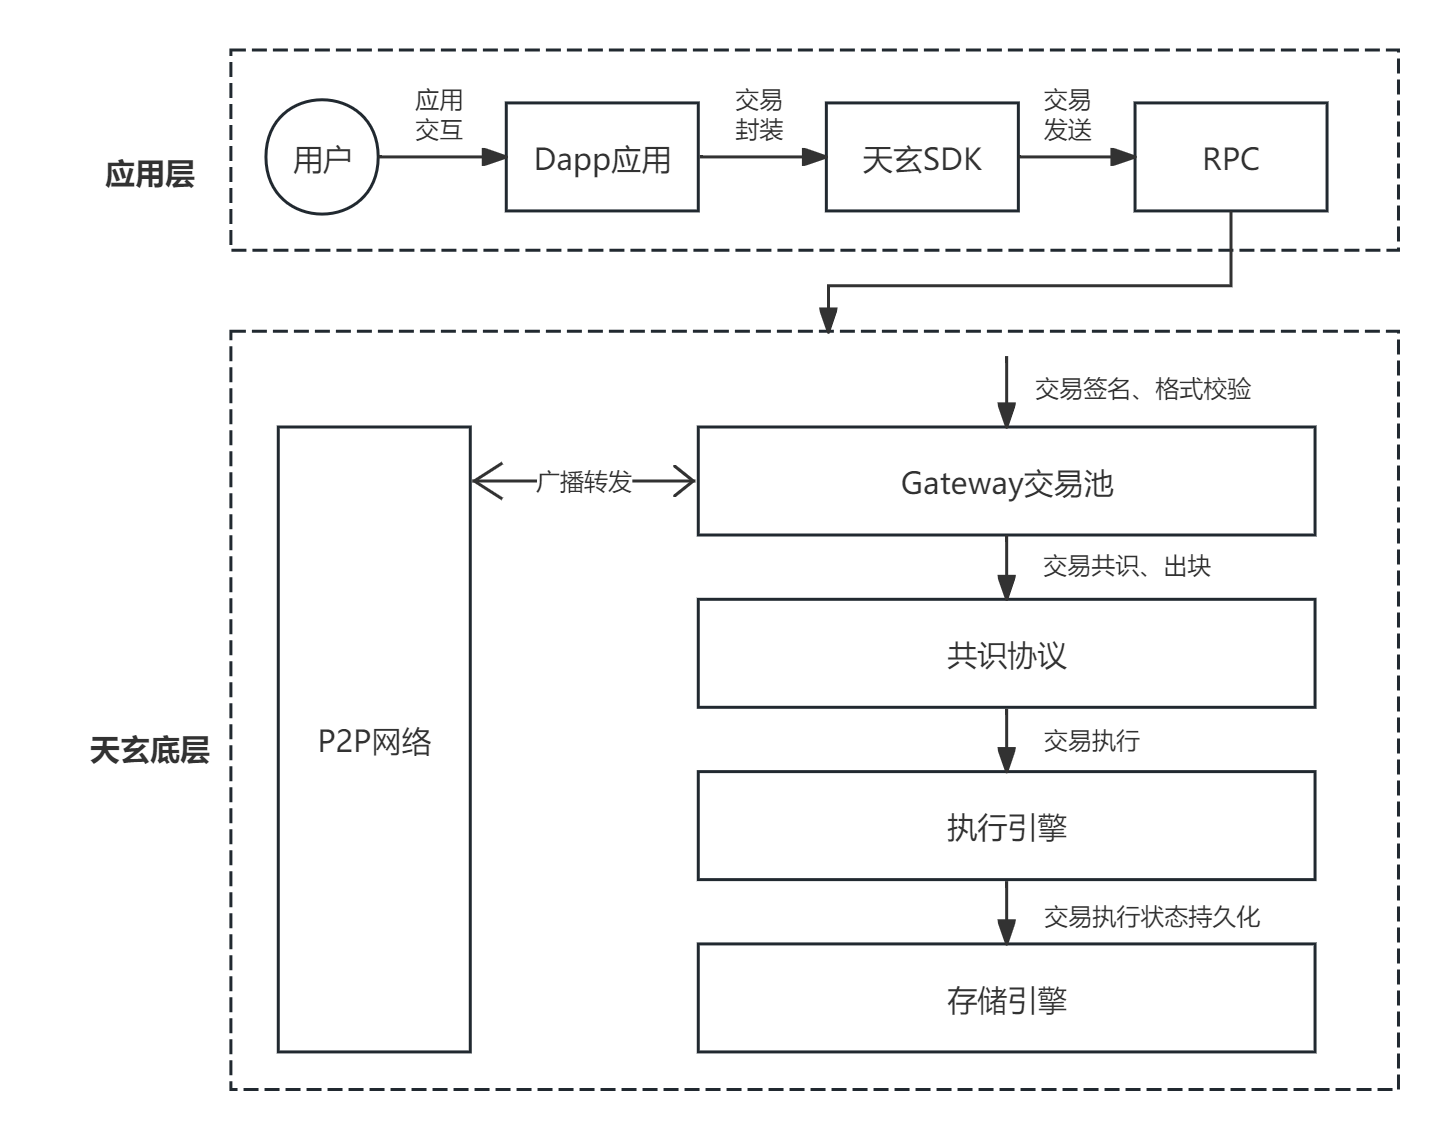 应用
交互
交易
封装
交易
发送
应用层
用户
Dapp应用
天玄SDK
RPC
交易签名、格式校验
广播转发
Gateway交易池
交易共识、出块
共识协议
天玄底层
P2P网络
交易执行
执行引擎
交易执行状态持久化
存储引擎